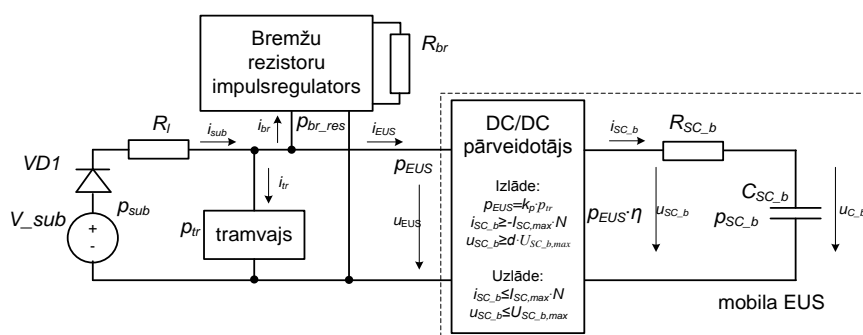 Bremžu
rezistoru
impulsregulators
R_br
R_l
i_sub
i_br
p_br_res
i_EUS
DC/DC
pārveidotājs
i_SC_b
R_SC_b
VD1
V_sub
+
-
p_sub
i_tr
p_tr
tramvajs
p_EUS
u_EUS
Izlāde:
p_EUS=k_p·p_tr
i_SC_b≥-I_SC,max·N
u_SC_b≥d·U_SC_b,max
Uzlāde:
i_SC_b≤I_SC,max·N
u_SC_b≤U_SC_b,max
p_EUS·η
u_SC_b
C_SC_b
p_SC_b
u_C_b
mobila EUS